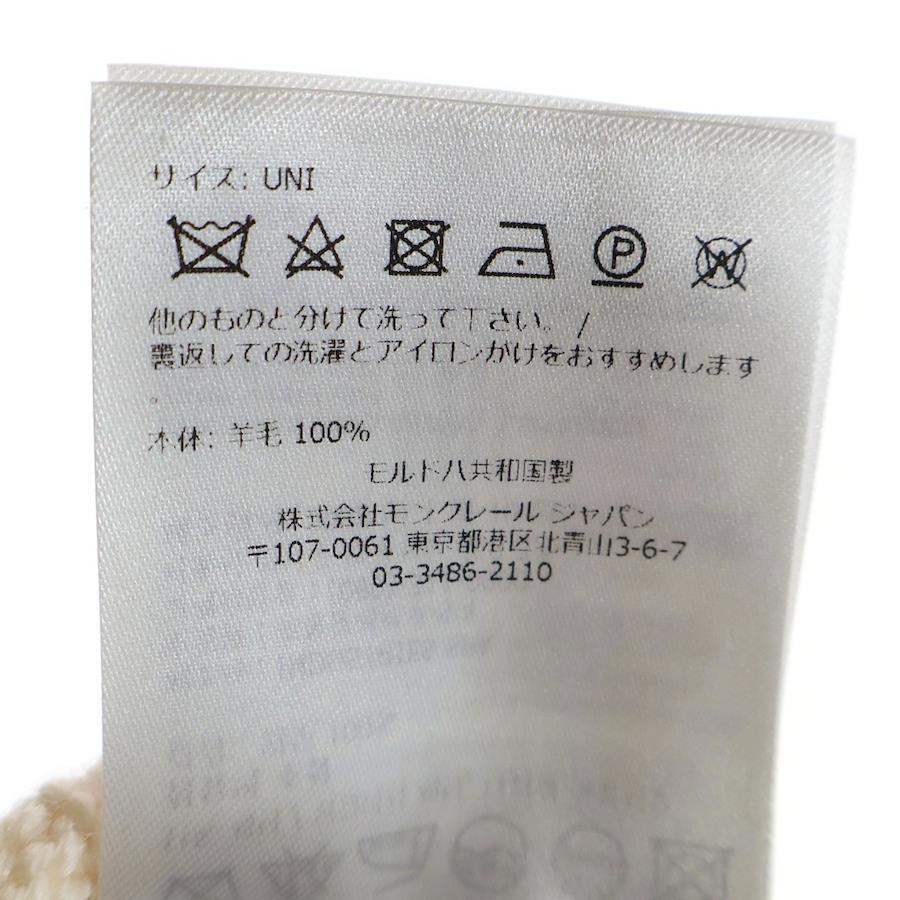 サイズ: UNI
P
W
他のものと分けて洗って下さい。 /
裏返しての洗濯とアイロンがけをおすすめします
。
本体: 羊毛 100%
モルドバ共和国製
株式会社モンクレール ジャパン
〒107-0061 東京都港区北青山3-6-7
03-3486-2110